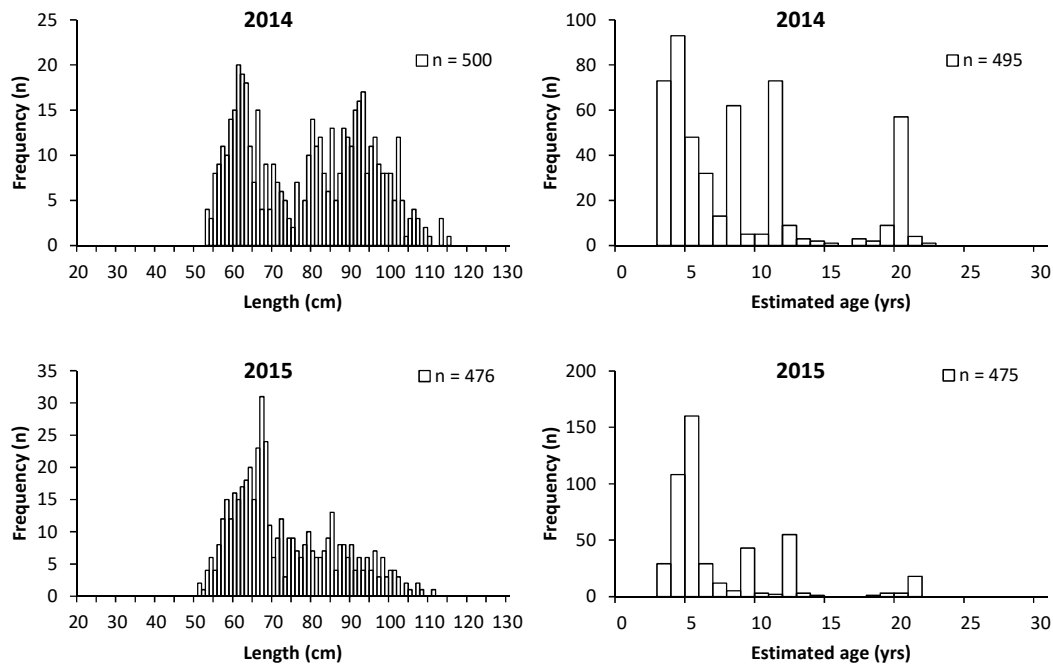 2014
n = 500
25
20
15
10
5
0
Frequency (n)
20 30 40 50 60 70 80 90 100 110 120 130
Length (cm)
2014
n = 495
100
80
60
40
20
0
Frequency (n)
0 5 10 15 20 25 30
Estimated age (yrs)
2015
n = 476
35
30
25
20
15
10
5
0
Frequency (n)
20 30 40 50 60 70 80 90 100 110 120 130
Length (cm)
2015
n = 475
200
150
100
50
0
Frequency (n)
0 5 10 15 20 25 30
Estimated age (yrs)